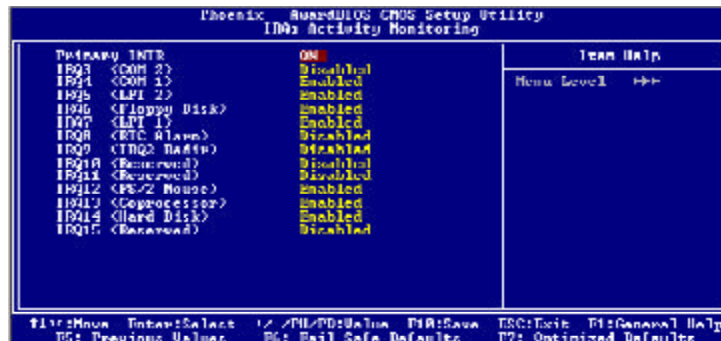 Phoenix - AwardBIOS CMOS Setup Utility
IRQs Activity Monitoring
Primary INTR ON
IRQ3 (COM 2) Disabled
IRQ4 (COM 1) Enabled
IRQ5 (LPT 2) Enabled
IRQ6 (Floppy Disk) Enabled
IRQ7 (LPT 1) Enabled
IRQ8 (RTC Alarm) Disabled
IRQ9 (IRQ2 Redir) Disabled
IRQ10 (Reserved) Disabled
IRQ11 (Reserved) Disabled
IRQ12 (PS/2 Mouse) Enabled
IRQ13 (Coprocessor) Enabled
IRQ14 (Hard Disk) Enabled
IRQ15 (Reserved) Disabled
Item Help
Menu Level
:Move Enter:Select +/-/PU/PD:Value F10:Save ESC:Exit F1:General Help
F5: Previous Values F6: Fail-Safe Defaults F7: Optimized Defaults